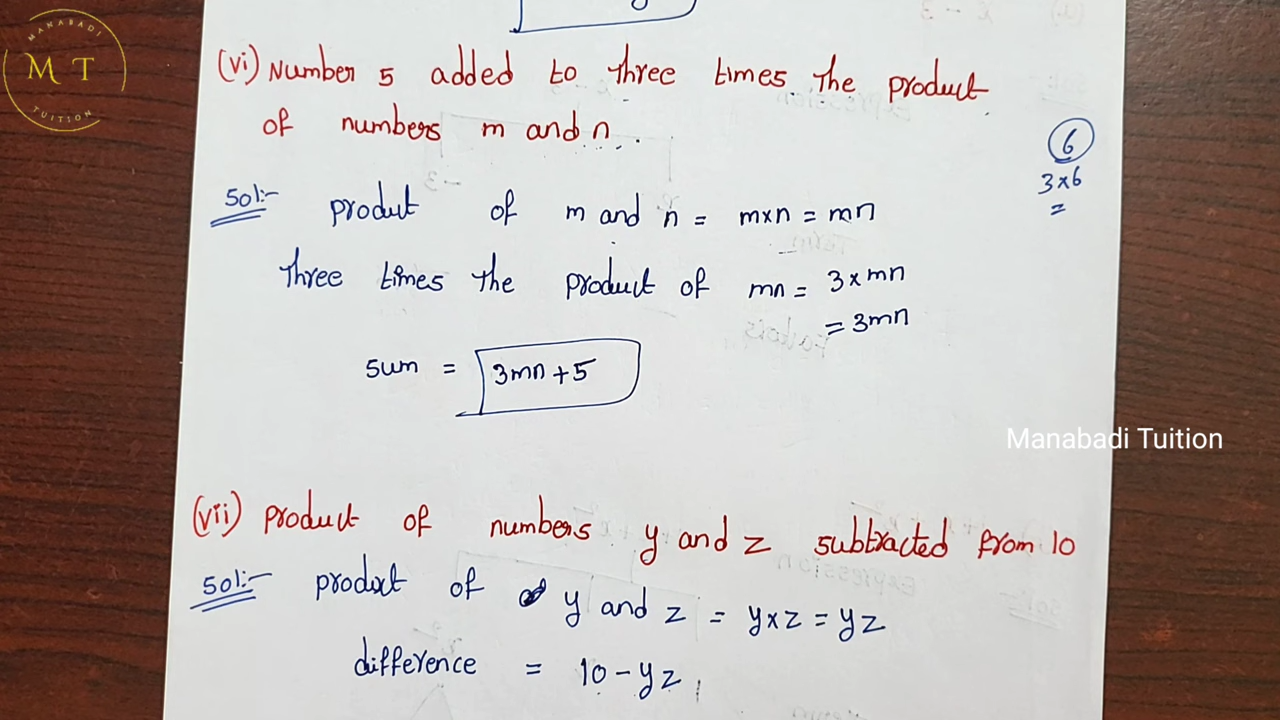 MANABADI
M T
TUITION
(vi) Number 5 added to three times the product
of numbers m and n.
6
3x6
=
Sol:- product of m and n = mxn = mn
Three times the product of mn = 3xmn
= 3mn
Sum = 3mn+5
Manabadi Tuition
(vii) product of numbers y and z subtracted from 10
Sol:- product of y and z = yxz = yz
difference = 10-yz